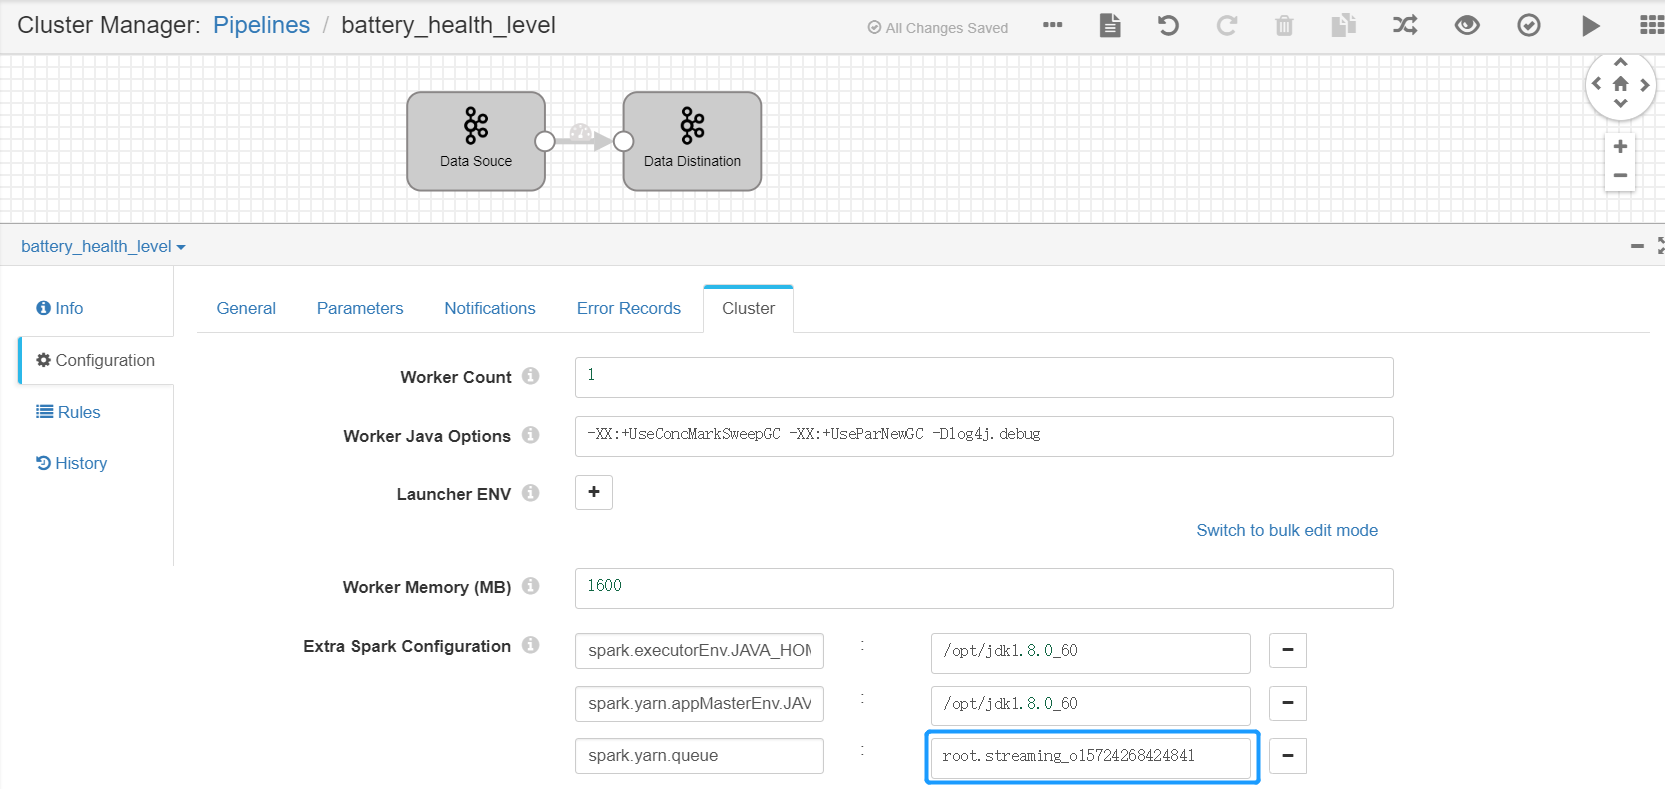 Cluster Manager: Pipelines / battery_health_level
All Changes Saved
Data Souce
Data Distination
battery_health_level
Info
Configuration
Rules
History
General Parameters Notifications Error Records Cluster
Worker Count 1
Worker Java Options -XX:+UseConcMarkSweepGC -XX:+UseParNewGC -Dlog4j.debug
Launcher ENV +
Switch to bulk edit mode
Worker Memory (MB) 1600
Extra Spark Configuration spark.executorEnv.JAVA_HOM : /opt/jdk1.8.0_60
spark.yarn.appMasterEnv.JAV : /opt/jdk1.8.0_60
spark.yarn.queue : root.streaming_o15724268424841